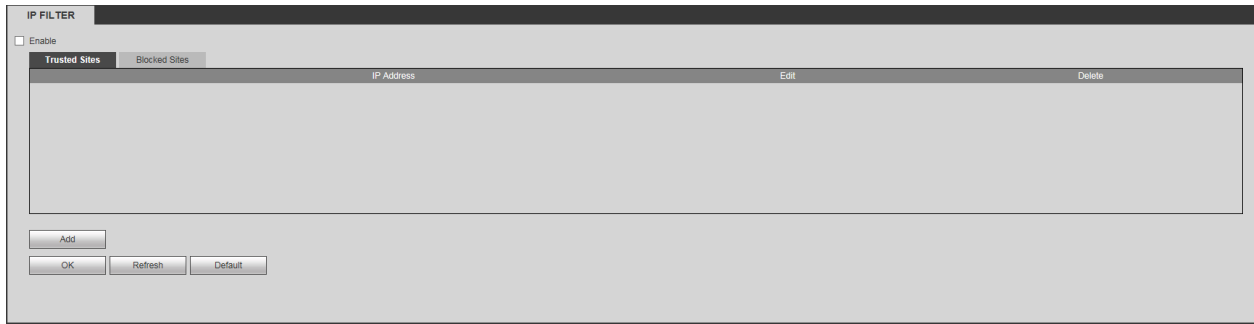 IP FILTER
Enable
Trusted Sites Blocked Sites
IP Address Edit Delete
Add
OK Refresh Default